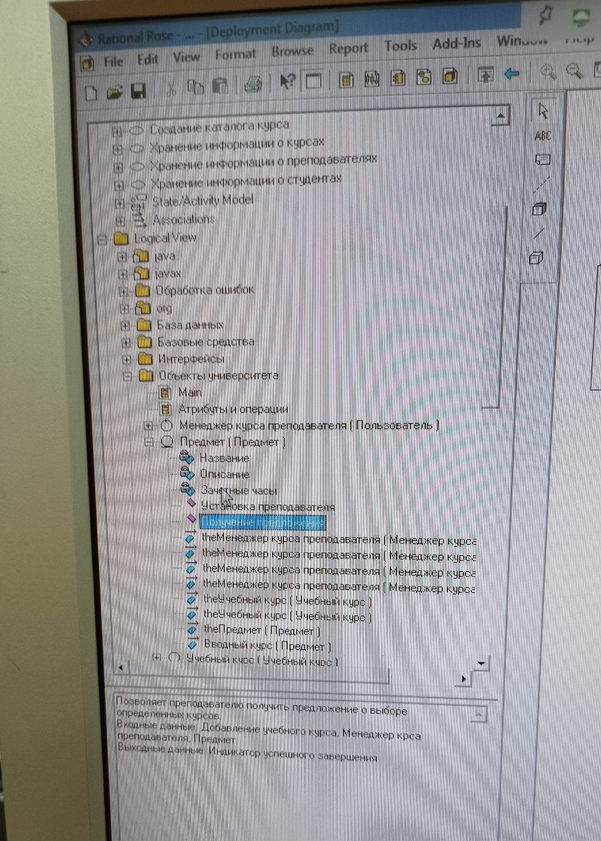 Rational Rose - ... - [Deployment Diagram]
File Edit View Format Browse Report Tools Add-Ins Window Help
ABC
Создание каталога курса
Хранение информации о курсах
Хранение информации о преподавателях
Хранение информации о студентах
State/Activity Model
Associations
Logical View
java
javax
Обработка ошибок
org
База данных
Базовые средства
Интерфейсы
Объекты университета
Main
Атрибуты и операции
Менеджер курса преподавателя ( Пользователь )
Предмет ( Предмет )
Название
Описание
Зачетные часы
Установка преподавателя
Получение предложения
theМенеджер курса преподавателя ( Менеджер курса
theМенеджер курса преподавателя ( Менеджер курса
theМенеджер курса преподавателя ( Менеджер курса
theМенеджер курса преподавателя ( Менеджер курса
theУчебный курс ( Учебный курс )
theУчебный курс ( Учебный курс )
theПредмет ( Предмет )
Вводный курс ( Предмет )
Учебный курс ( Учебный курс )
Позволяет преподавателю получить предложение о выборе
определенных курсов.
Входные данные: Добавление учебного курса, Менеджер крса
преподавателя, Предмет
Выходные данные: Индикатор успешного завершения